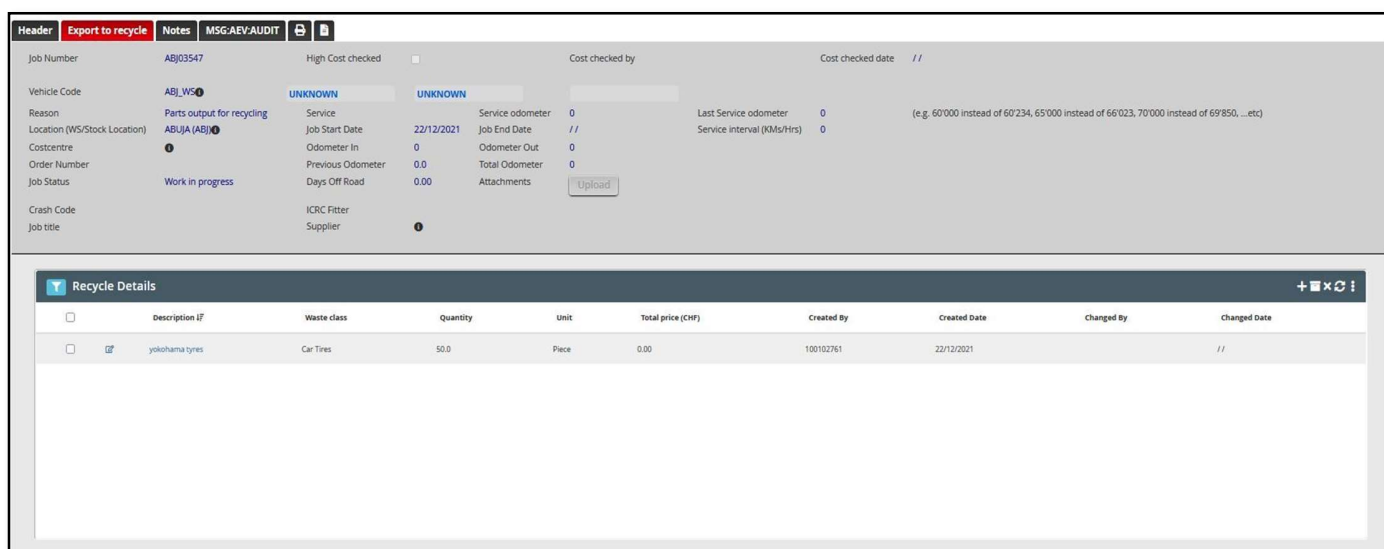 Header Export to recycle Notes MSG:AEV:AUDIT
Job Number ABJ03547 High Cost checked Cost checked by Cost checked date / /
Vehicle Code ABJ_WS UNKNOWN UNKNOWN
Reason Parts output for recycling Service Service odometer 0 Last Service odometer 0 (e.g. 60'000 instead of 60'234, 65'000 instead of 66'023, 70'000 instead of 69'850, ...etc)
Location (WS/Stock Location) ABUJA (ABJ) Job Start Date 22/12/2021 Job End Date / / Service interval (KMs/Hrs) 0
Costcentre Odometer In 0 Odometer Out 0
Order Number Previous Odometer 0.0 Total Odometer 0
Job Status Work in progress Days Off Road 0.00 Attachments Upload
Crash Code ICRC Fitter
Job title Supplier
Recycle Details
Description Waste class Quantity Unit Total price (CHF) Created By Created Date Changed By Changed Date
yokohama tyres Car Tires 50.0 Piece 0.00 100102761 22/12/2021 / /